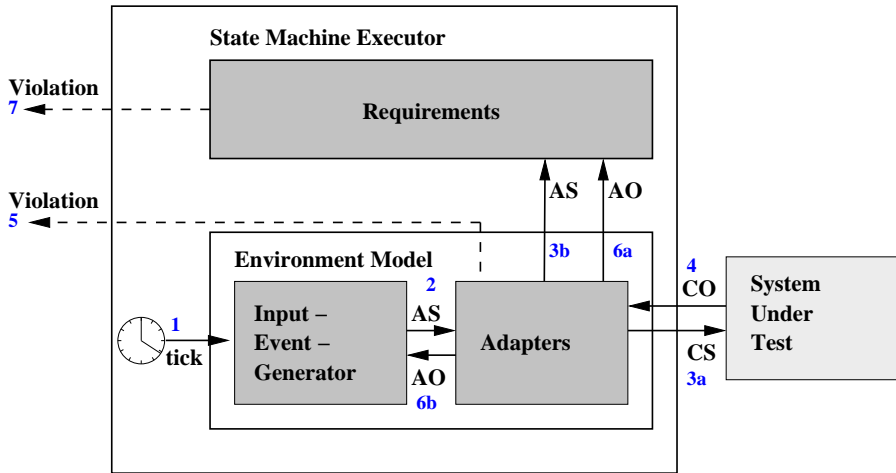 State Machine Executor
Violation
7
Requirements
Violation
5
AS
AO
3b
6a
Environment Model
2
4
CO
System
Under
Test
1
tick
Input –
Event –
Generator
AS
AO
6b
Adapters
CS
3a